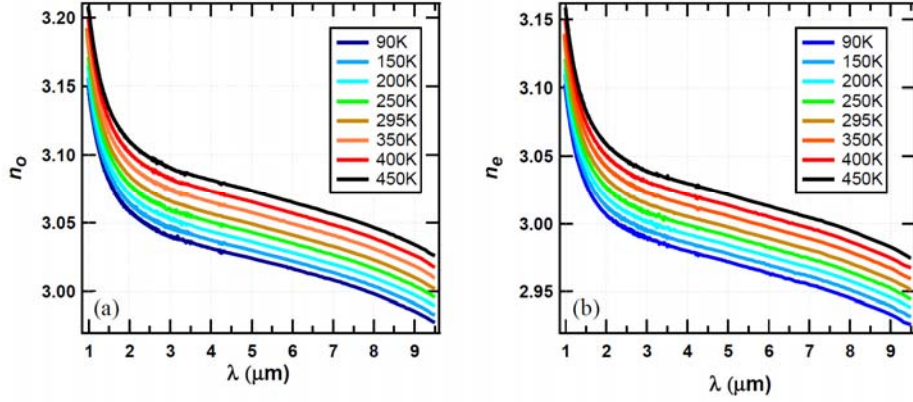 3.20
3.15
3.10
3.05
3.00
n_o
90K
150K
200K
250K
295K
350K
400K
450K
(a)
1 2 3 4 5 6 7 8 9
λ (μm)
3.15
3.10
3.05
3.00
2.95
n_e
90K
150K
200K
250K
295K
350K
400K
450K
(b)
1 2 3 4 5 6 7 8 9
λ (μm)